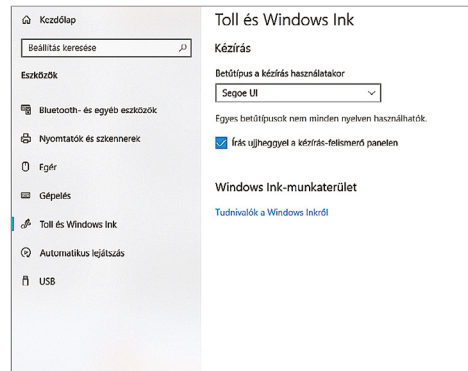 Kezdőlap
Beállítás keresése
Eszközök
Bluetooth- és egyéb eszközök
Nyomtatók és szkennerek
Egér
Gépelés
Toll és Windows Ink
Automatikus lejátszás
USB
Toll és Windows Ink
Kézírás
Betűtípus a kézírás használatakor
Segoe UI
Egyes betűtípusok nem minden nyelven használhatók.
Írás ujjheggyel a kézírás-felismerő panelen
Windows Ink-munkaterület
Tudnivalók a Windows Inkről